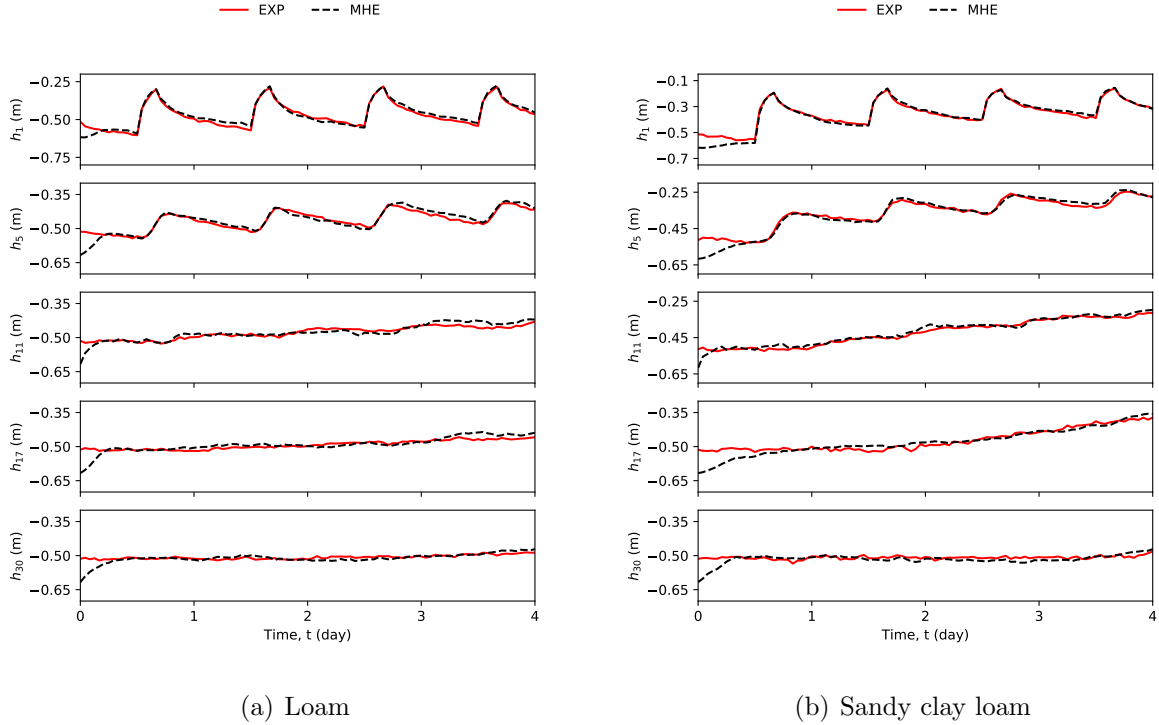 EXP MHE
−0.25
−0.50
−0.75
h1 (m)
−0.35
−0.50
−0.65
h5 (m)
−0.35
−0.50
−0.65
h11 (m)
−0.35
−0.50
−0.65
h17 (m)
−0.35
−0.50
−0.65
h30 (m)
0 1 2 3 4
Time, t (day)
(a) Loam
EXP MHE
−0.1
−0.3
−0.5
−0.7
h1 (m)
−0.25
−0.45
−0.65
h5 (m)
−0.25
−0.45
−0.65
h11 (m)
−0.35
−0.50
−0.65
h17 (m)
−0.35
−0.50
−0.65
h30 (m)
0 1 2 3 4
Time, t (day)
(b) Sandy clay loam